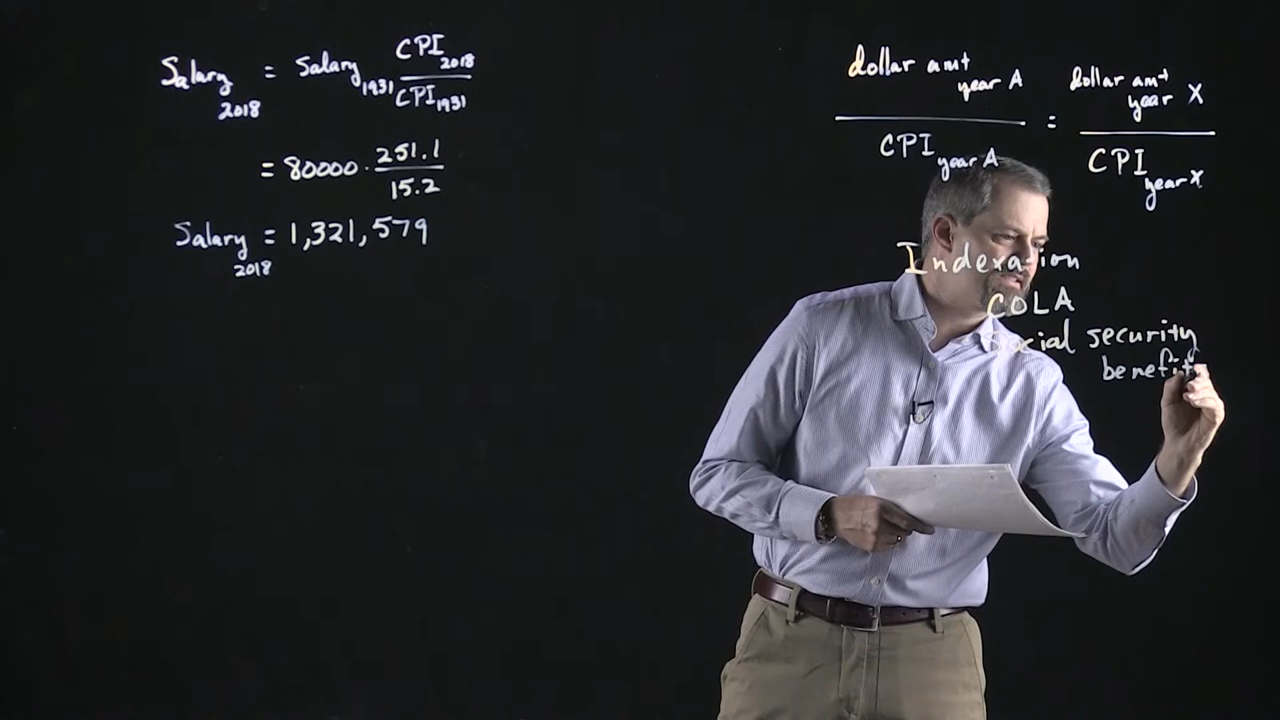 Salary 2018 = Salary 1931 CPI 2018 / CPI 1931
= 80000 · 251.1 / 15.2
Salary 2018 = 1,321,579
dollar amt year A / CPI year A = dollar amt year X / CPI year X
Indexation
COLA
Social security
benefits